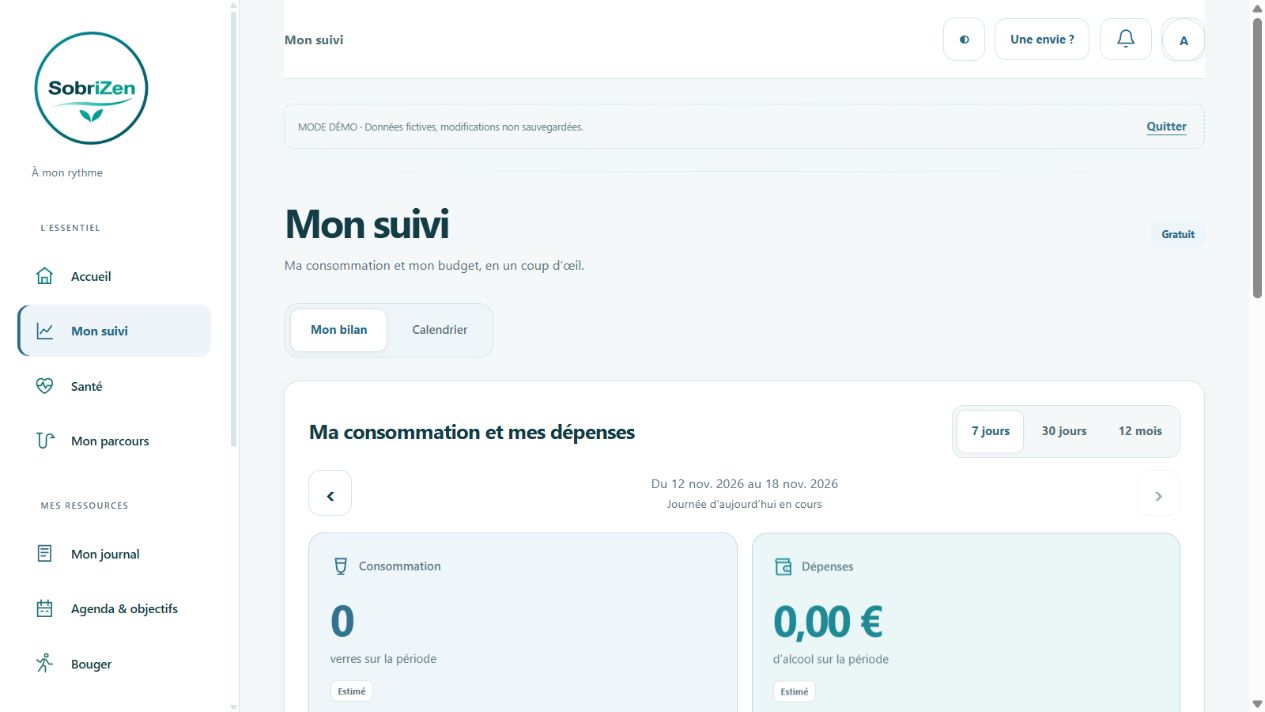 SobriZen
À mon rythme
L'ESSENTIEL
Accueil
Mon suivi
Santé
Mon parcours
MES RESSOURCES
Mon journal
Agenda & objectifs
Bouger
Mon suivi
Une envie ?
A
MODE DÉMO · Données fictives, modifications non sauvegardées.
Quitter
Mon suivi
Gratuit
Ma consommation et mon budget, en un coup d'œil.
Mon bilan
Calendrier
Ma consommation et mes dépenses
7 jours
30 jours
12 mois
Du 12 nov. 2026 au 18 nov. 2026
Journée d'aujourd'hui en cours
Consommation
0
verres sur la période
Estimé
Dépenses
0,00 €
d'alcool sur la période
Estimé